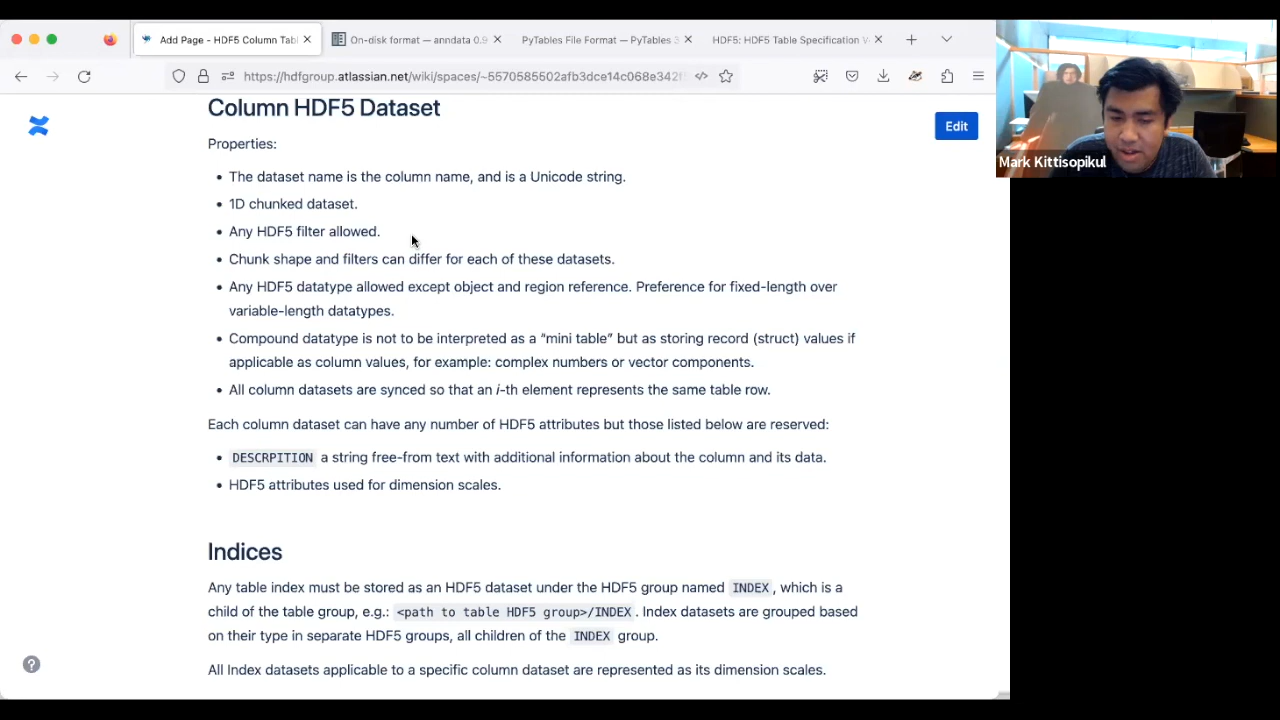 Add Page - HDF5 Column Tabl
On-disk format — anndata 0.9
PyTables File Format — PyTables 3
HDF5: HDF5 Table Specification V
https://hdfgroup.atlassian.net/wiki/spaces/~5570585502afb3dce14c068e342f
Column HDF5 Dataset
Edit
Properties:
• The dataset name is the column name, and is a Unicode string.
• 1D chunked dataset.
• Any HDF5 filter allowed.
• Chunk shape and filters can differ for each of these datasets.
• Any HDF5 datatype allowed except object and region reference. Preference for fixed-length over
variable-length datatypes.
• Compound datatype is not to be interpreted as a “mini table” but as storing record (struct) values if
applicable as column values, for example: complex numbers or vector components.
• All column datasets are synced so that an i-th element represents the same table row.
Each column dataset can have any number of HDF5 attributes but those listed below are reserved:
• DESCRPITION a string free-from text with additional information about the column and its data.
• HDF5 attributes used for dimension scales.
Indices
Any table index must be stored as an HDF5 dataset under the HDF5 group named INDEX, which is a
child of the table group, e.g.: <path to table HDF5 group>/INDEX. Index datasets are grouped based
on their type in separate HDF5 groups, all children of the INDEX group.
All Index datasets applicable to a specific column dataset are represented as its dimension scales.
Mark Kittisopikul